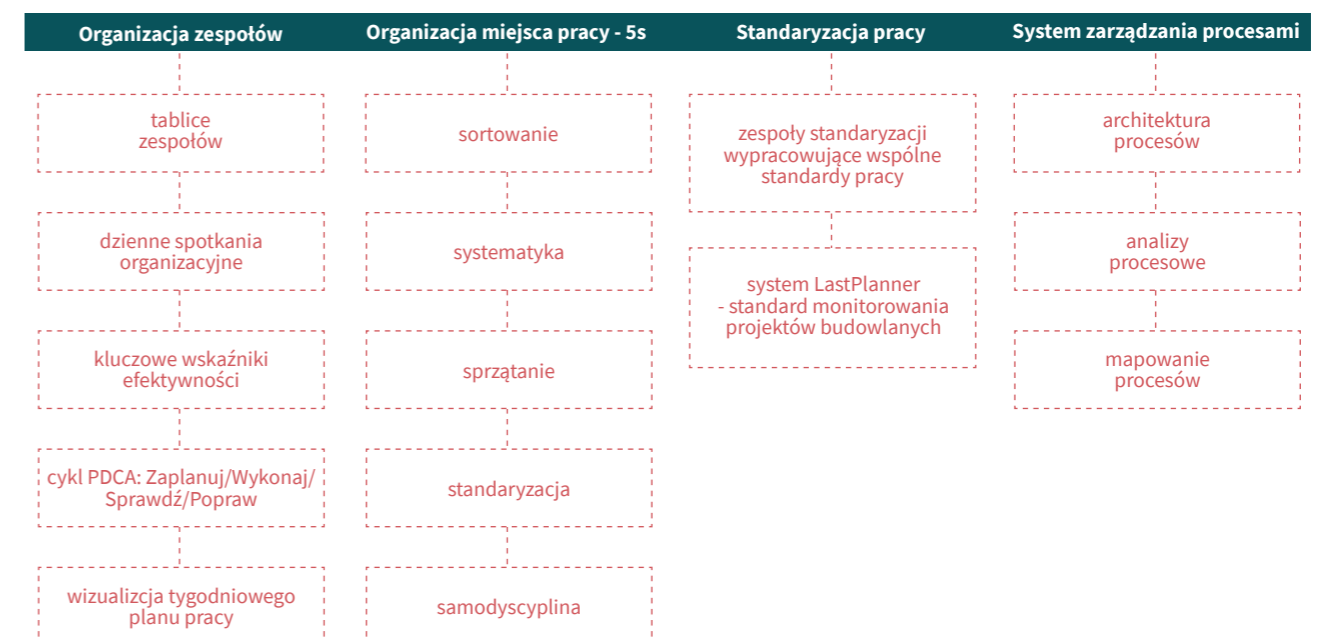 Organizacja zespołów
tablice
zespołów
dzienne spotkania
organizacyjne
kluczowe wskaźniki
efektywności
cykl PDCA: Zaplanuj/Wykonaj/
Sprawdź/Popraw
wizualizcja tygodniowego
planu pracy
Organizacja miejsca pracy - 5s
sortowanie
systematyka
sprzątanie
standaryzacja
samodyscyplina
Standaryzacja pracy
zespoły standaryzacji
wypracowujące wspólne
standardy pracy
system LastPlanner
- standard monitorowania
projektów budowlanych
System zarządzania procesami
architektura
procesów
analizy
procesowe
mapowanie
procesów